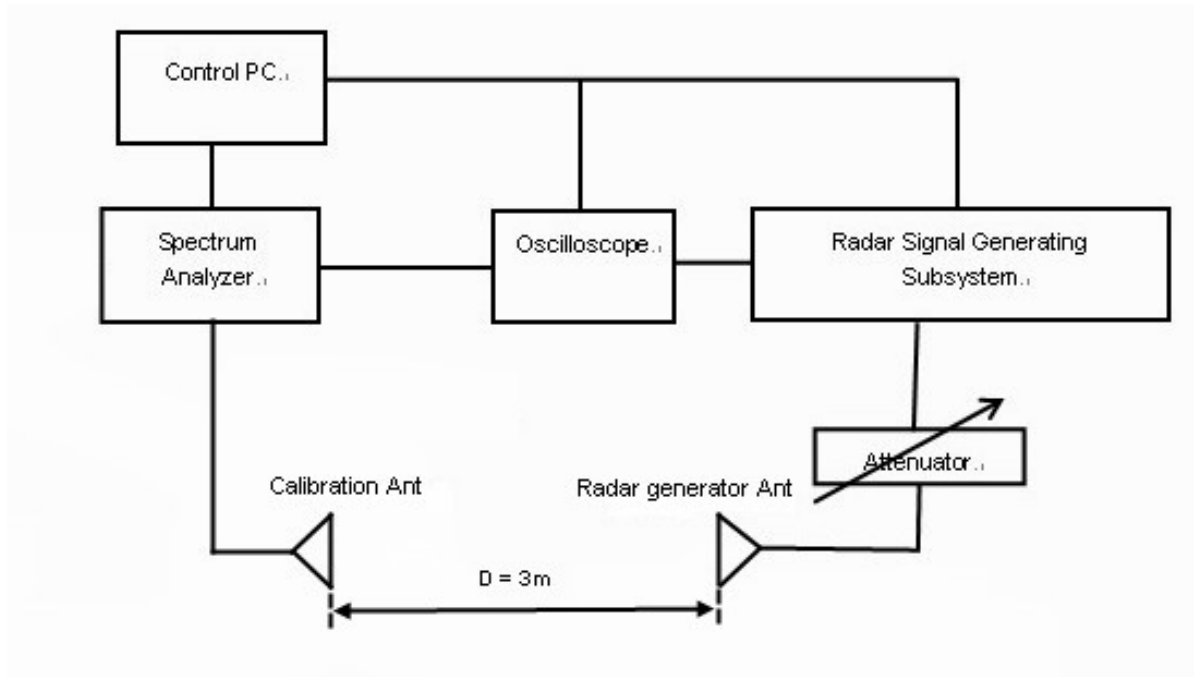 Control PC.
Spectrum
Analyzer.
Oscilloscope.
Radar Signal Generating
Subsystem.
Attenuator.
Calibration Ant
Radar generator Ant
D = 3m